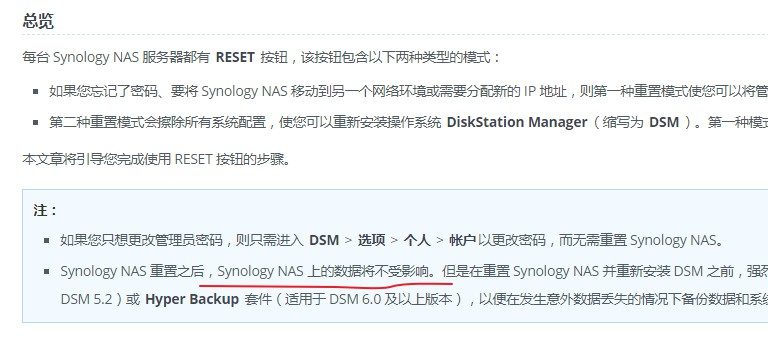 总览
每台 Synology NAS 服务器都有 RESET 按钮，该按钮包含以下两种类型的模式：
如果您忘记了密码、要将 Synology NAS 移动到另一个网络环境或需要分配新的 IP 地址，则第一种重置模式使您可以将管
第二种重置模式会擦除所有系统配置，使您可以重新安装操作系统 DiskStation Manager（缩写为 DSM）。第一种模式
本文章将引导您完成使用 RESET 按钮的步骤。
注：
如果您只想更改管理员密码，则只需进入 DSM > 选项 > 个人 > 帐户以更改密码，而无需重置 Synology NAS。
Synology NAS 重置之后，Synology NAS 上的数据将不受影响。但是在重置 Synology NAS 并重新安装 DSM 之前，强烈
DSM 5.2）或 Hyper Backup 套件（适用于 DSM 6.0 及以上版本），以便在发生意外数据丢失的情况下备份数据和系统